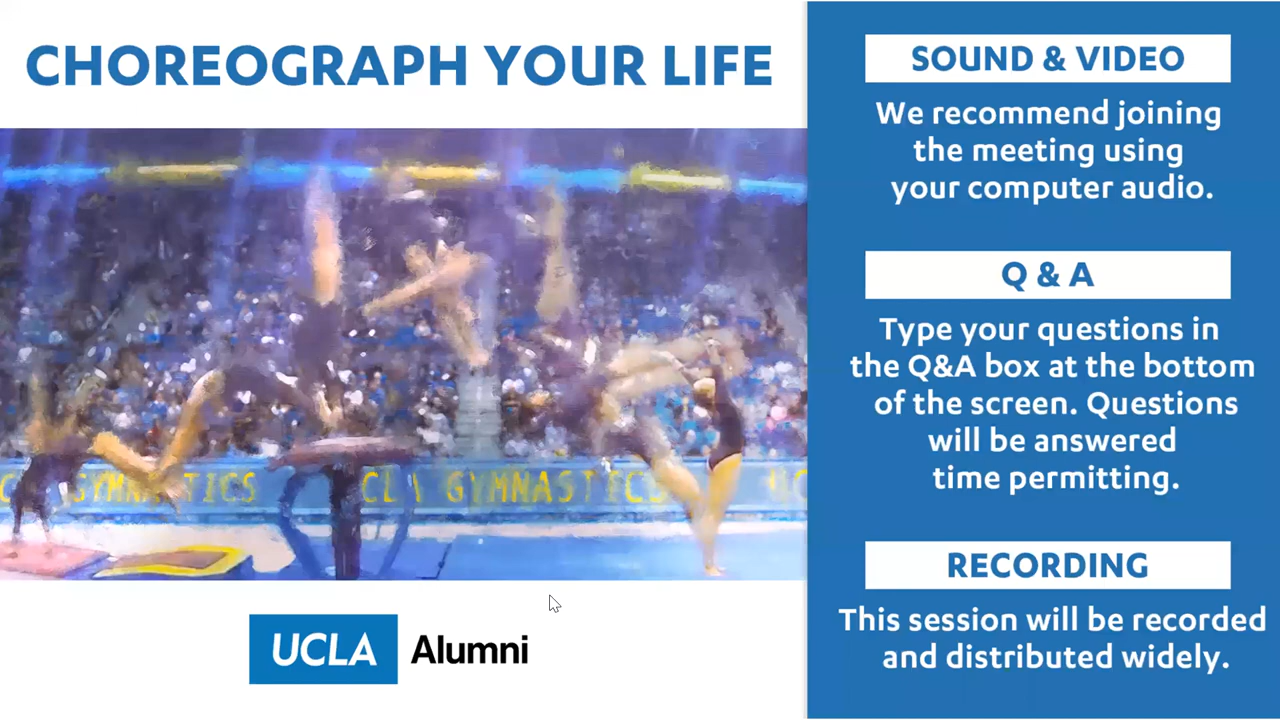 CHOREOGRAPH YOUR LIFE
UCLA GYMNASTICS
UCLA Alumni
SOUND & VIDEO
We recommend joining
the meeting using
your computer audio.
Q & A
Type your questions in
the Q&A box at the bottom
of the screen. Questions
will be answered
time permitting.
RECORDING
This session will be recorded
and distributed widely.